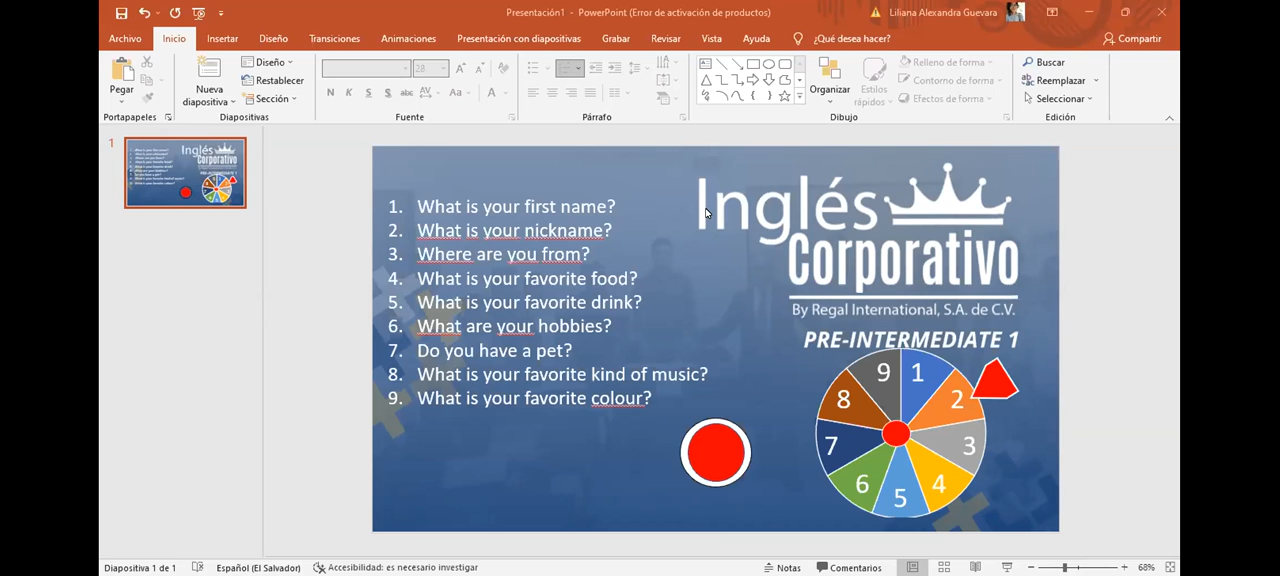 Presentación1 - PowerPoint (Error de activación de productos)
Liliana Alexandra Guevara
Archivo Inicio Insertar Diseño Transiciones Animaciones Presentación con diapositivas Grabar Revisar Vista Ayuda ¿Qué desea hacer? Compartir
Pegar
Nueva diapositiva
Diseño
Restablecer
Sección
28
N K S S abc AV Aa A
Organizar
Estilos rápidos
Relleno de forma
Contorno de forma
Efectos de forma
Buscar
Reemplazar
Seleccionar
Portapapeles Diapositivas Fuente Párrafo Dibujo Edición
1
Inglés
Corporativo
By Regal International, S.A. de C.V.
PRE-INTERMEDIATE 1
1. What is your first name?
2. What is your nickname?
3. Where are you from?
4. What is your favorite food?
5. What is your favorite drink?
6. What are your hobbies?
7. Do you have a pet?
8. What is your favorite kind of music?
9. What is your favorite colour?
1
2
3
4
5
6
7
8
9
Diapositiva 1 de 1 Español (El Salvador) Accesibilidad: es necesario investigar Notas Comentarios 68%